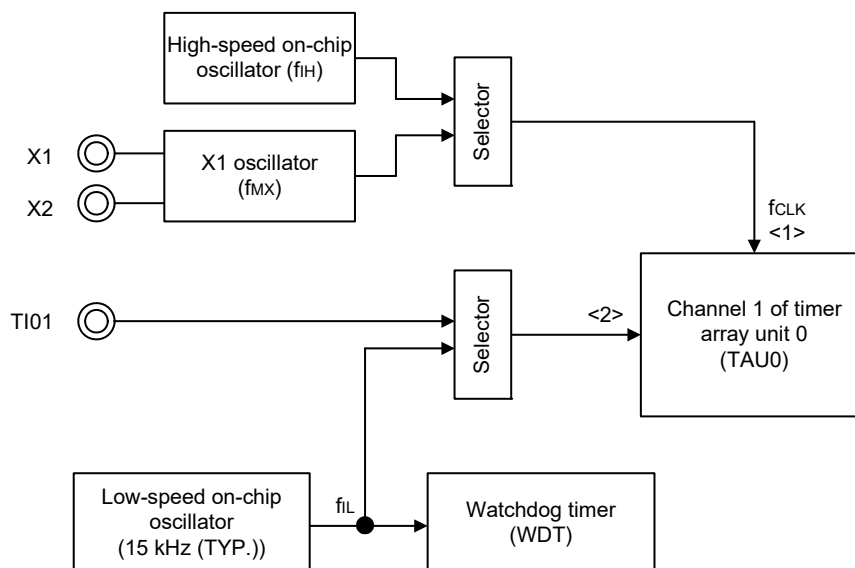 High-speed on-chip
oscillator (fIH)
Selector
X1
X1 oscillator
(fMX)
X2
fCLK
<1>
TI01
Selector
<2>
Channel 1 of timer
array unit 0
(TAU0)
Low-speed on-chip
oscillator
(15 kHz (TYP.))
fIL
Watchdog timer
(WDT)